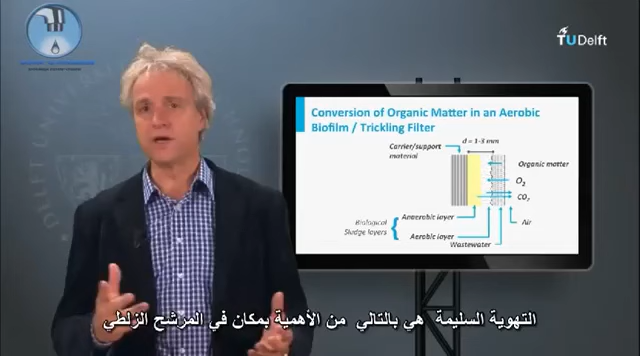 TUDelft
Conversion of Organic Matter in an Aerobic
Biofilm / Trickling Filter
d = 1-3 mm
Carrier/support
material
Organic matter
O2
CO2
Air
Anaerobic layer
Biological
Sludge layers
Aerobic layer
Wastewater
التهوية السليمة هي بالتالي من الأهمية بمكان في المرشح الزلطي